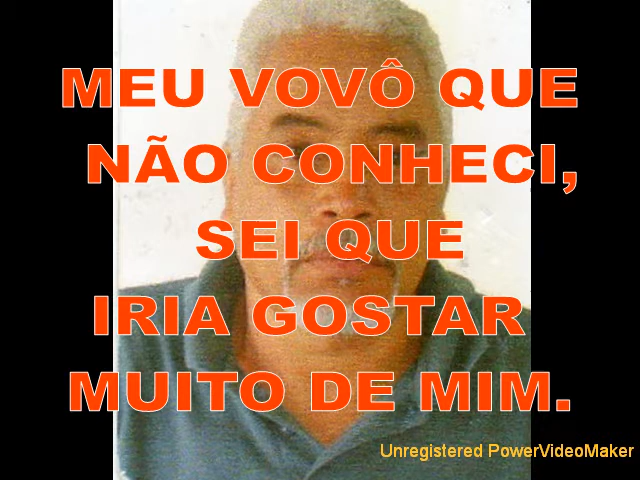 MEU VOVÔ QUE
NÃO CONHECI,
SEI QUE
IRIA GOSTAR
MUITO DE MIM.
Unregistered PowerVideoMaker